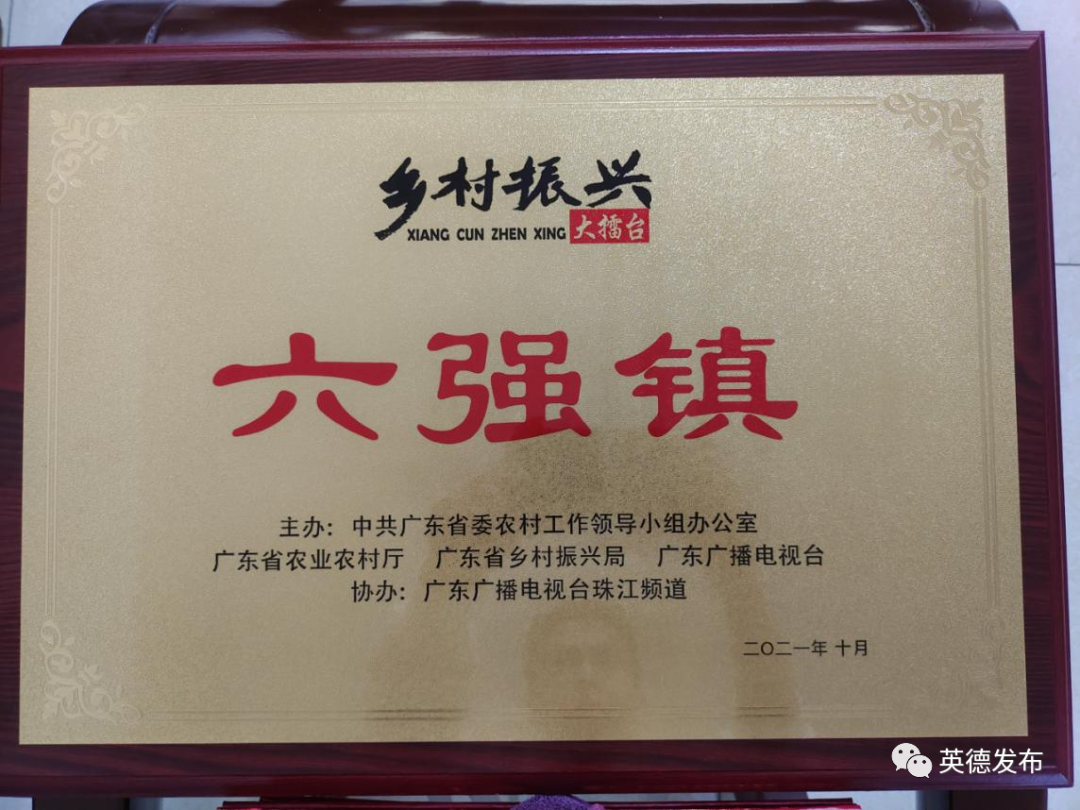 乡村振兴
XIANG CUN ZHEN XING 大擂台
六强镇
主办：中共广东省委农村工作领导小组办公室
广东省农业农村厅 广东省乡村振兴局 广东广播电视台
协办：广东广播电视台珠江频道
二〇二一年 十月
英德发布